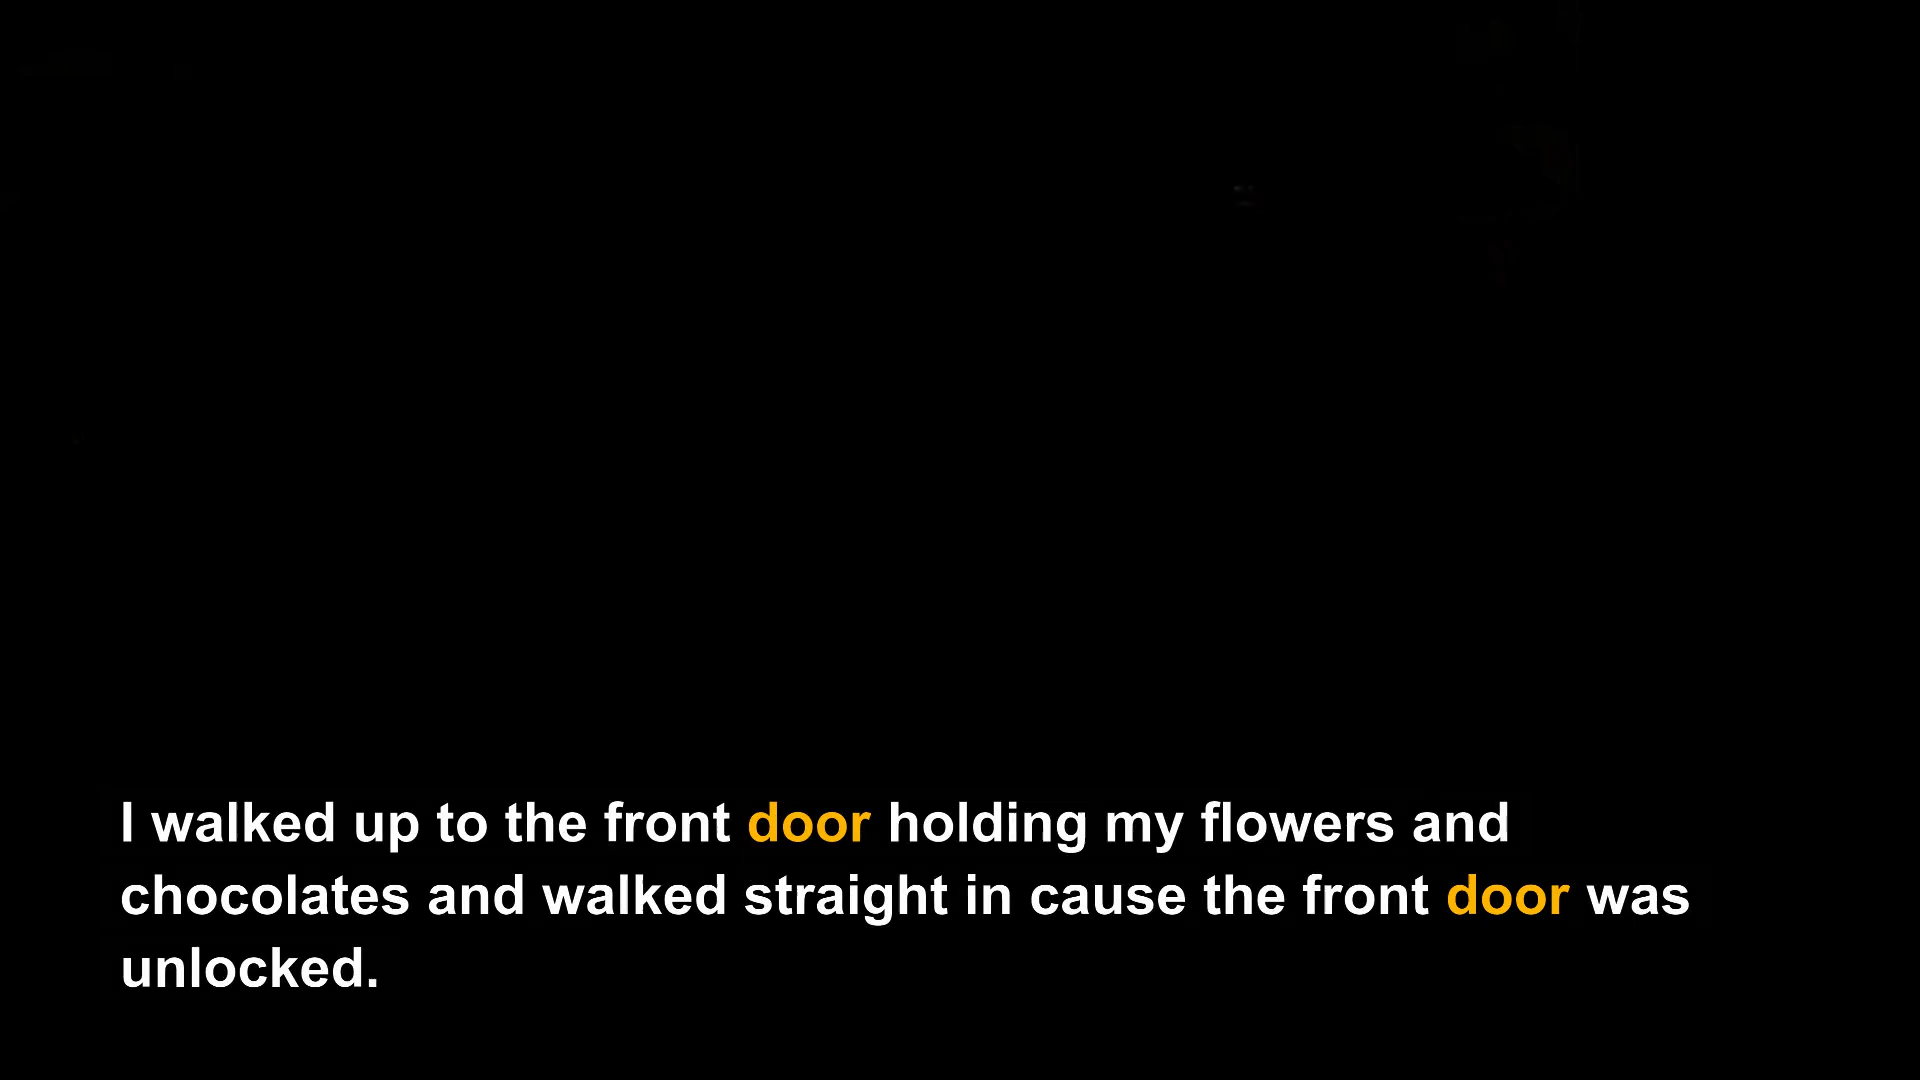 I walked up to the front door holding my flowers and
chocolates and walked straight in cause the front door was
unlocked.